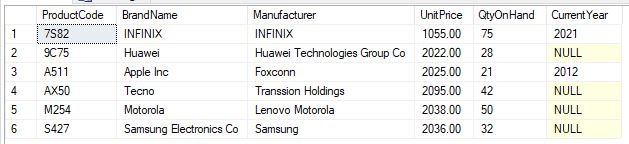 ProductCode BrandName Manufacturer UnitPrice QtyOnHand CurrentYear
1 7S82 INFINIX INFINIX 1055.00 75 2021
2 9C75 Huawei Huawei Technologies Group Co 2022.00 28 NULL
3 A511 Apple Inc Foxconn 2025.00 21 2012
4 AX50 Tecno Transsion Holdings 2095.00 42 NULL
5 M254 Motorola Lenovo Motorola 2038.00 50 NULL
6 S427 Samsung Electronics Co Samsung 2036.00 32 NULL